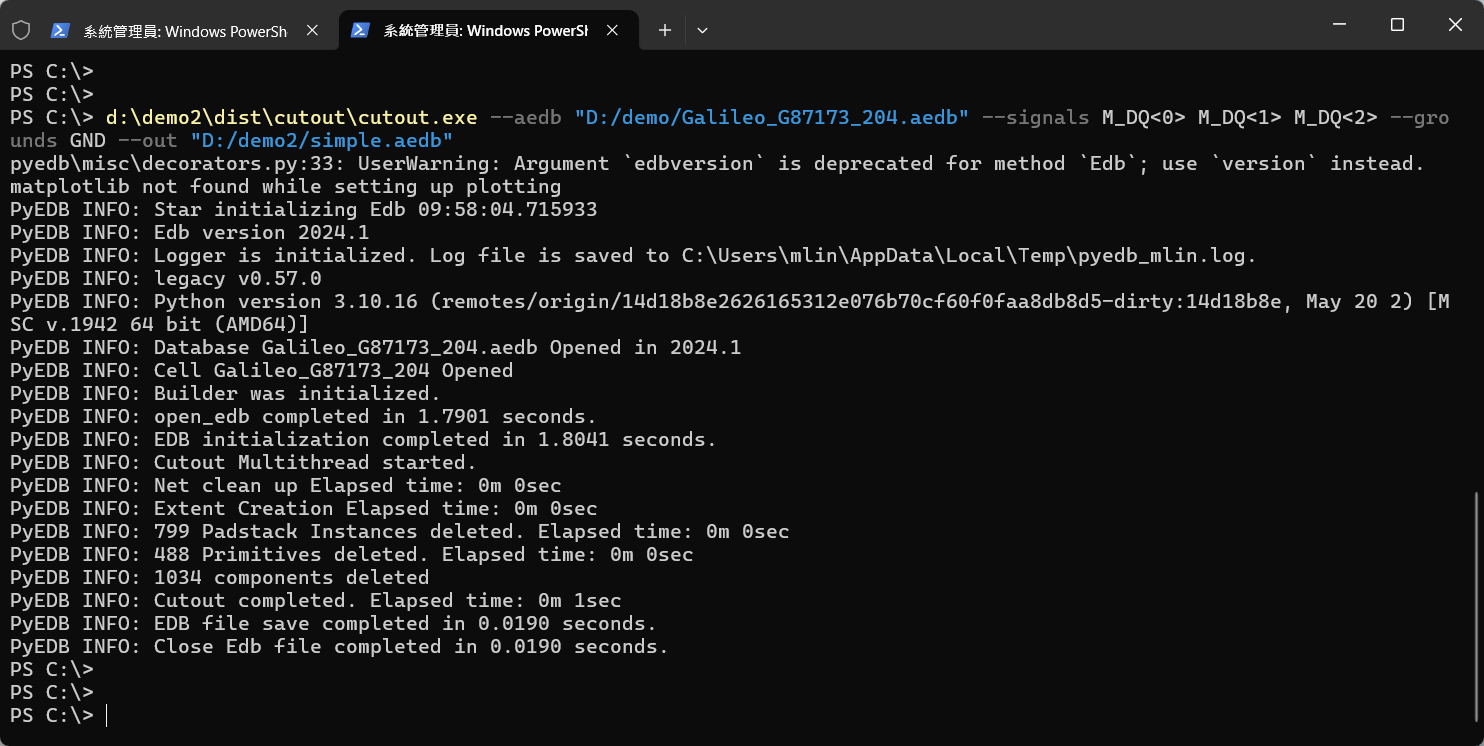 系統管理員: Windows PowerSh
系統管理員: Windows PowerSh
PS C:\>
PS C:\>
PS C:\> d:\demo2\dist\cutout\cutout.exe --aedb "D:/demo/Galileo_G87173_204.aedb" --signals M_DQ<0> M_DQ<1> M_DQ<2> --gro
unds GND --out "D:/demo2/simple.aedb"
pyedb\misc\decorators.py:33: UserWarning: Argument `edbversion` is deprecated for method `Edb`; use `version` instead.
matplotlib not found while setting up plotting
PyEDB INFO: Star initializing Edb 09:58:04.715933
PyEDB INFO: Edb version 2024.1
PyEDB INFO: Logger is initialized. Log file is saved to C:\Users\mlin\AppData\Local\Temp\pyedb_mlin.log.
PyEDB INFO: legacy v0.57.0
PyEDB INFO: Python version 3.10.16 (remotes/origin/14d18b8e2626165312e076b70cf60f0faa8db8d5-dirty:14d18b8e, May 20 2) [M
SC v.1942 64 bit (AMD64)]
PyEDB INFO: Database Galileo_G87173_204.aedb Opened in 2024.1
PyEDB INFO: Cell Galileo_G87173_204 Opened
PyEDB INFO: Builder was initialized.
PyEDB INFO: open_edb completed in 1.7901 seconds.
PyEDB INFO: EDB initialization completed in 1.8041 seconds.
PyEDB INFO: Cutout Multithread started.
PyEDB INFO: Net clean up Elapsed time: 0m 0sec
PyEDB INFO: Extent Creation Elapsed time: 0m 0sec
PyEDB INFO: 799 Padstack Instances deleted. Elapsed time: 0m 0sec
PyEDB INFO: 488 Primitives deleted. Elapsed time: 0m 0sec
PyEDB INFO: 1034 components deleted
PyEDB INFO: Cutout completed. Elapsed time: 0m 1sec
PyEDB INFO: EDB file save completed in 0.0190 seconds.
PyEDB INFO: Close Edb file completed in 0.0190 seconds.
PS C:\>
PS C:\>
PS C:\>